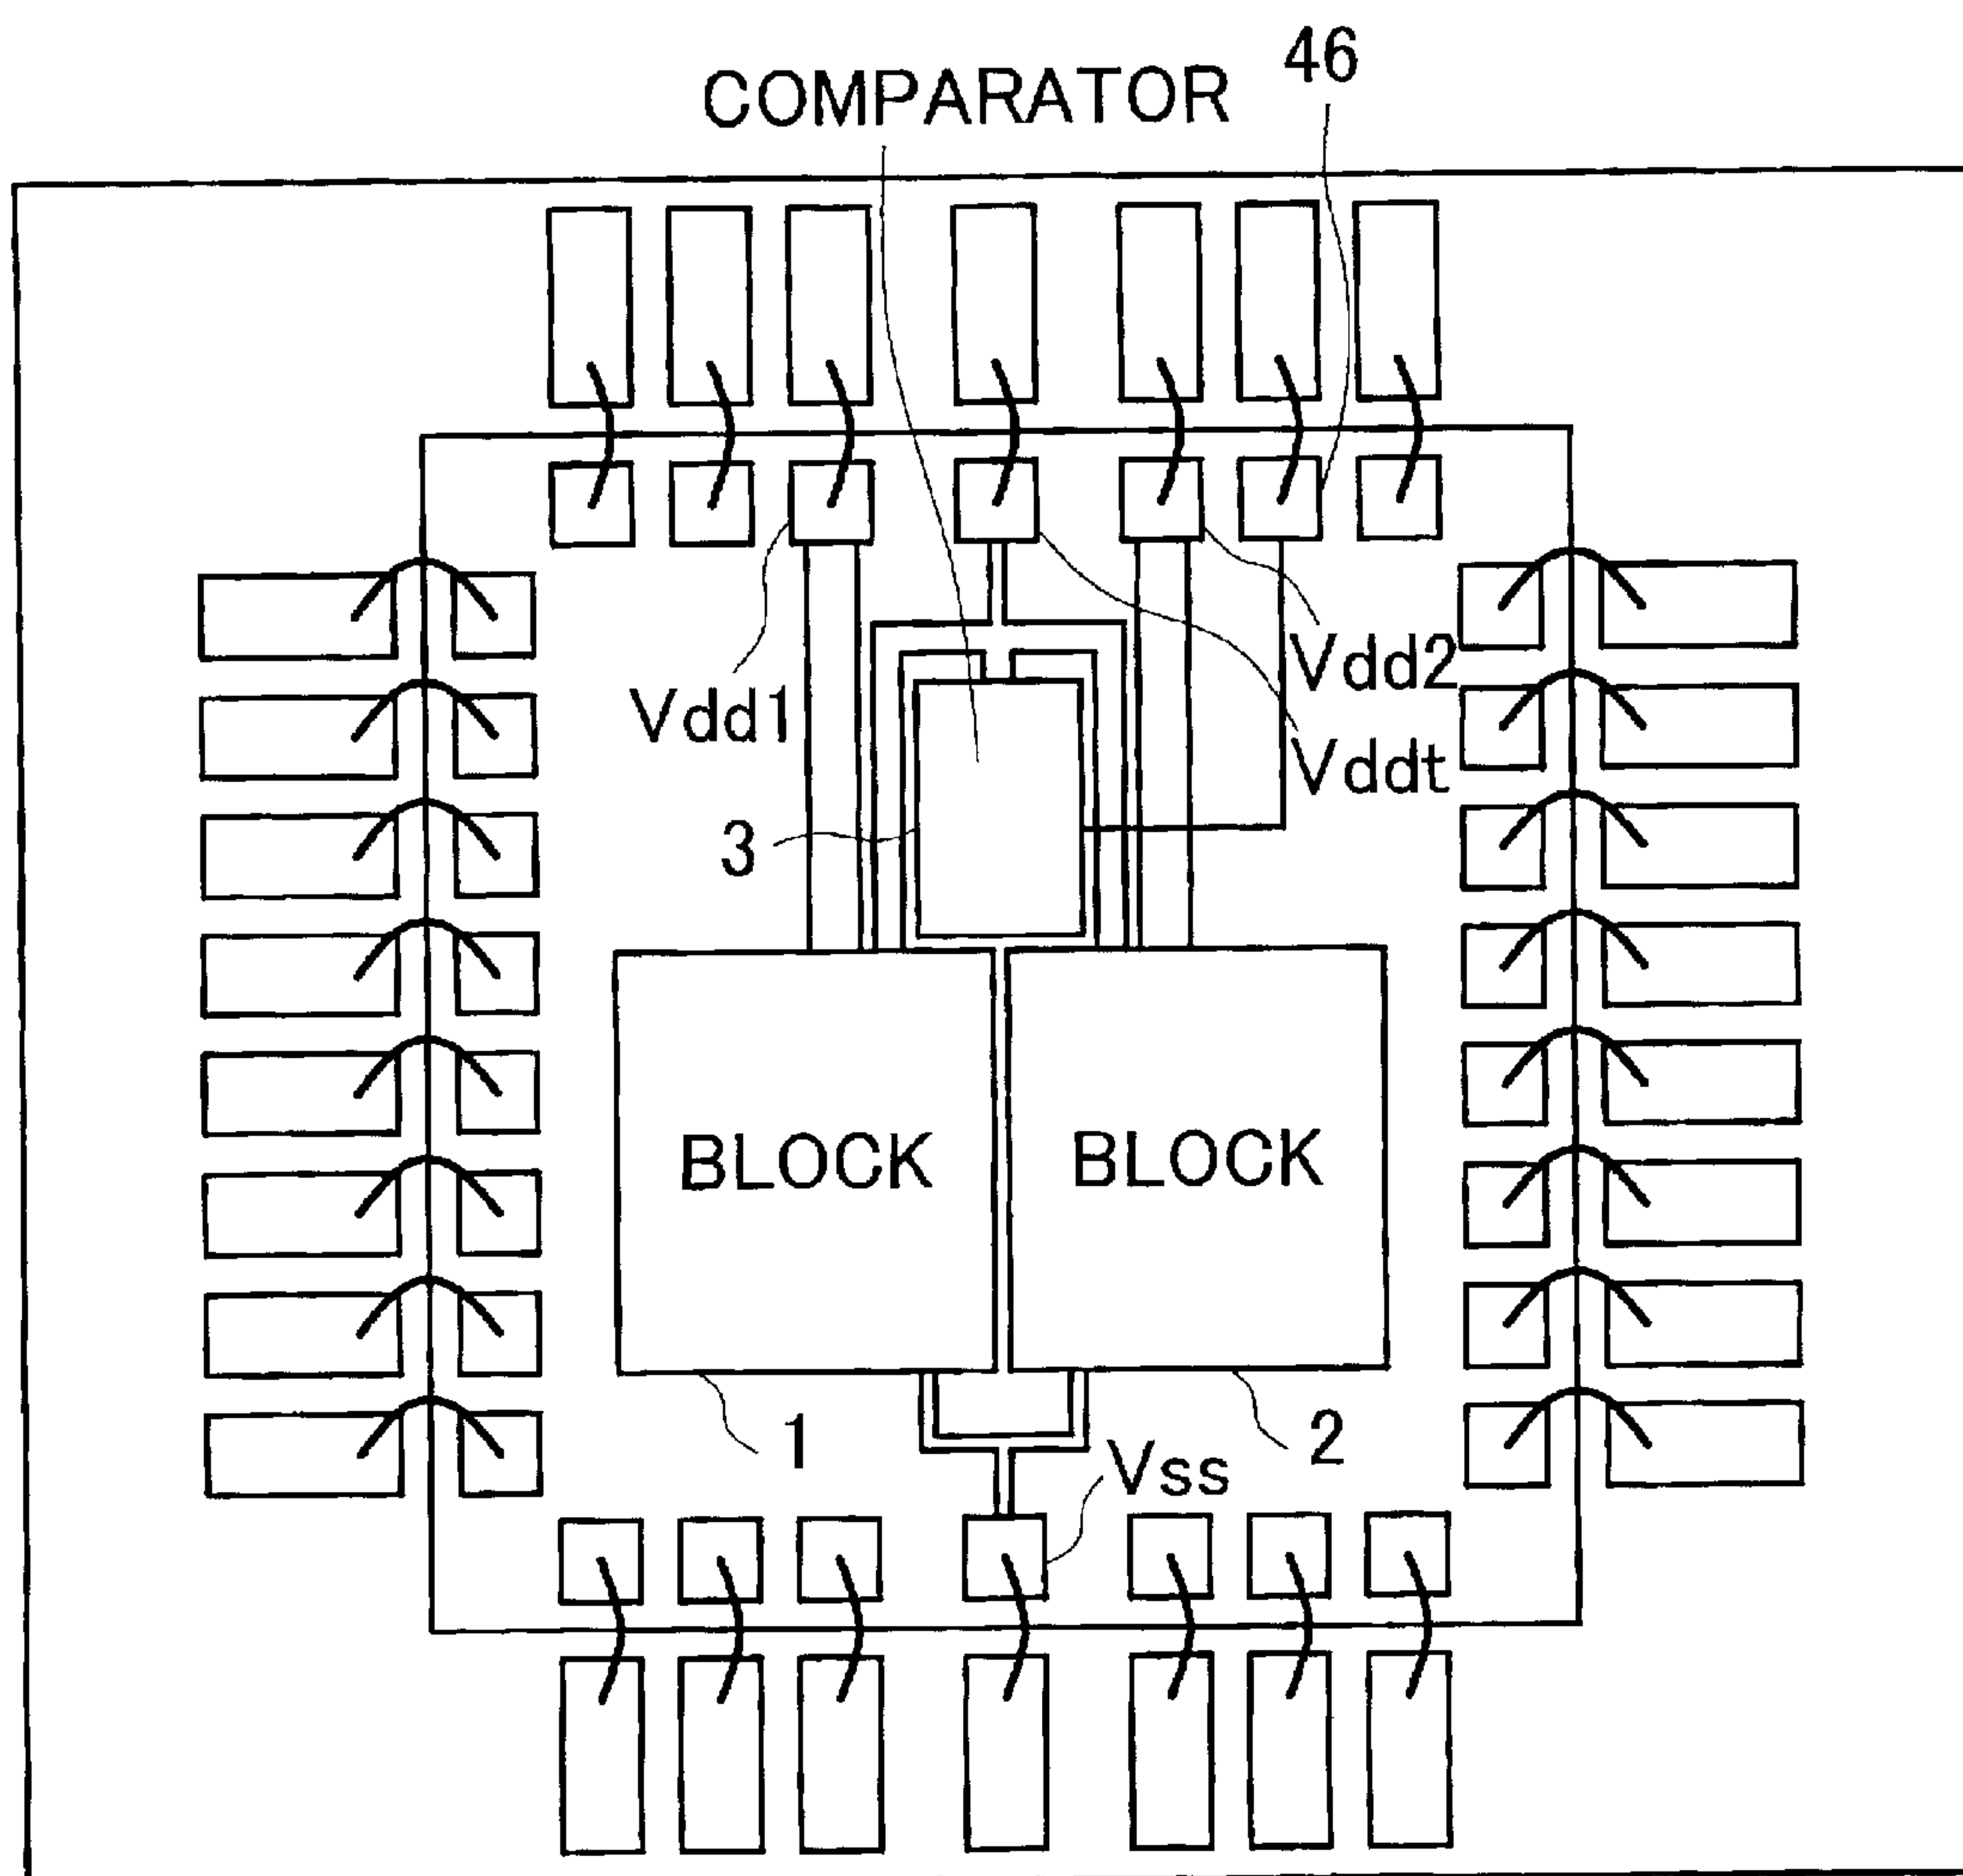 46
COMPARATOR
Vdd2
Vdd1
Vddt
3
BLOCK BLOCK
1
2
Vss